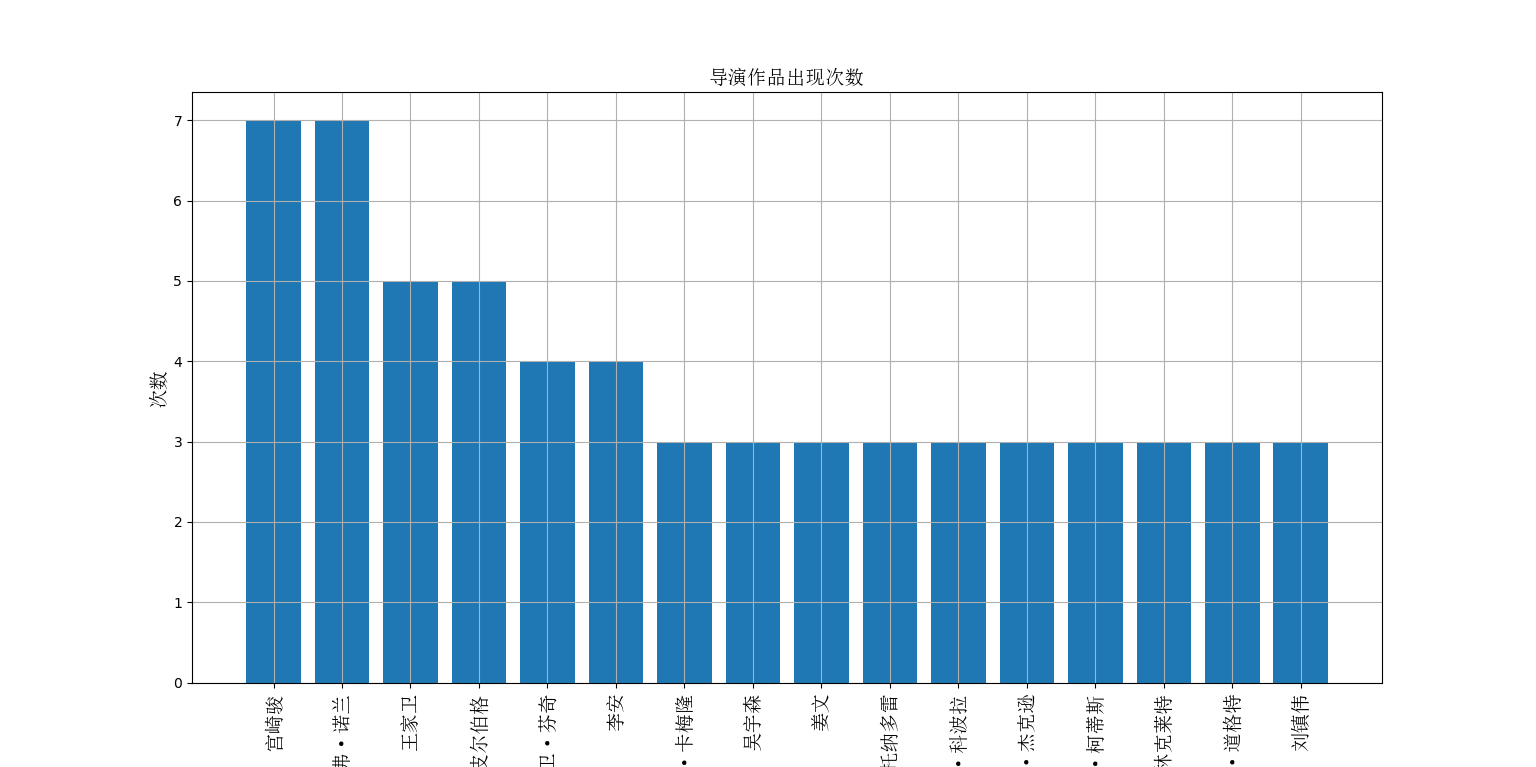 导演作品出现次数
次数
7
6
5
4
3
2
1
0
宫崎骏
弗·诺兰
王家卫
皮尔伯格
卫·芬奇
李安
·卡梅隆
吴宇森
姜文
托纳多雷
·科波拉
·杰克逊
·柯蒂斯
林克莱特
·道格特
刘镇伟